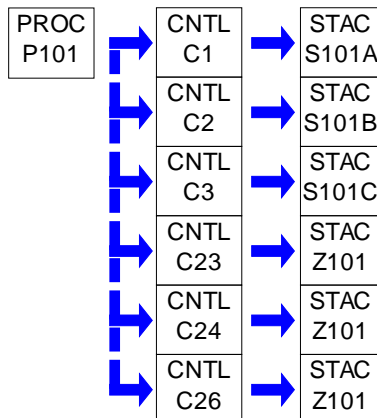 PROC
P101
CNTL
C1
STAC
S101A
CNTL
C2
STAC
S101B
CNTL
C3
STAC
S101C
CNTL
C23
STAC
Z101
CNTL
C24
STAC
Z101
CNTL
C26
STAC
Z101